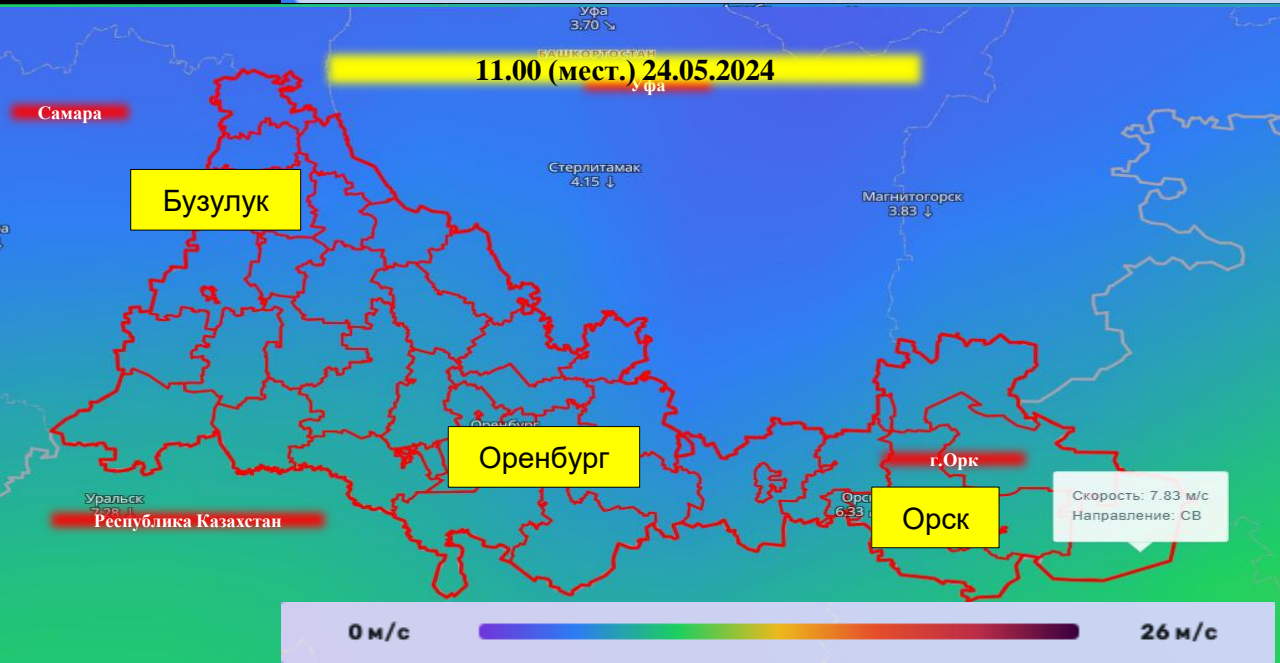 Уфа
3.70 ↘
БАШКОРТОСТАН
11.00 (мест.) 24.05.2024
Уфа
Самара
Стерлитамак
4.15 ↓
Бузулук
Магнитогорск
3.83 ↓
Оренбург
Оренбург
г.Орк
Скорость: 7.83 м/с
Направление: СВ
Уральск
7.28 ↓
Республика Казахстан
6.33
Орск
0 м/с
26 м/с